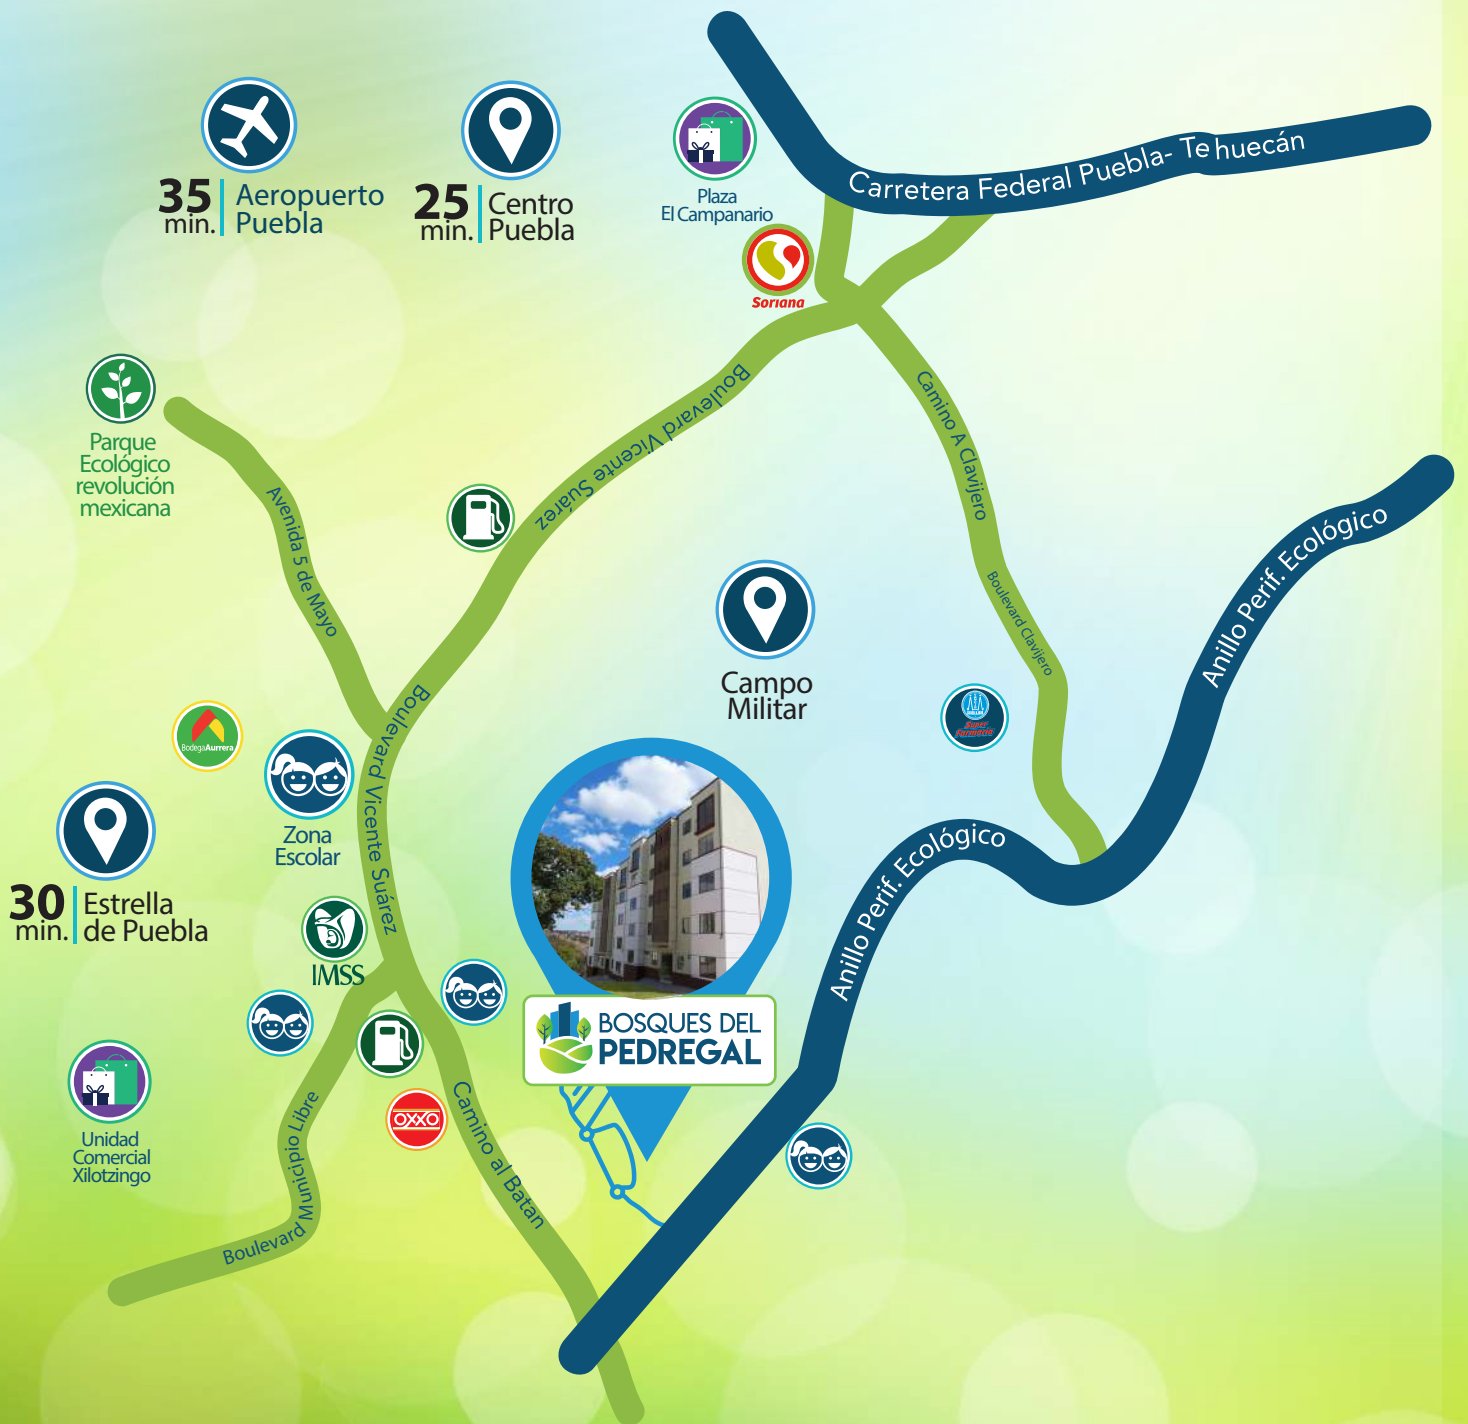 35
min.
Aeropuerto
Puebla
25
min.
Centro
Puebla
Plaza
El Campanario
Soriana
Carretera Federal Puebla- Tehuecán
Parque
Ecológico
revolución
mexicana
Avenida 5 de Mayo
Boulevard Vicente Suárez
Camino A Clavijero
Boulevard Clavijero
Anillo Perif. Ecológico
Campo
Militar
Super
Farmacia
Bodega Aurrera
Zona
Escolar
Boulevard Vicente Suárez
30
min.
Estrella
de Puebla
IMSS
Anillo Perif. Ecológico
BOSQUES DEL
PEDREGAL
OXXO
Unidad
Comercial
Xilotzingo
Boulevard Municipio Libre
Camino al Batan